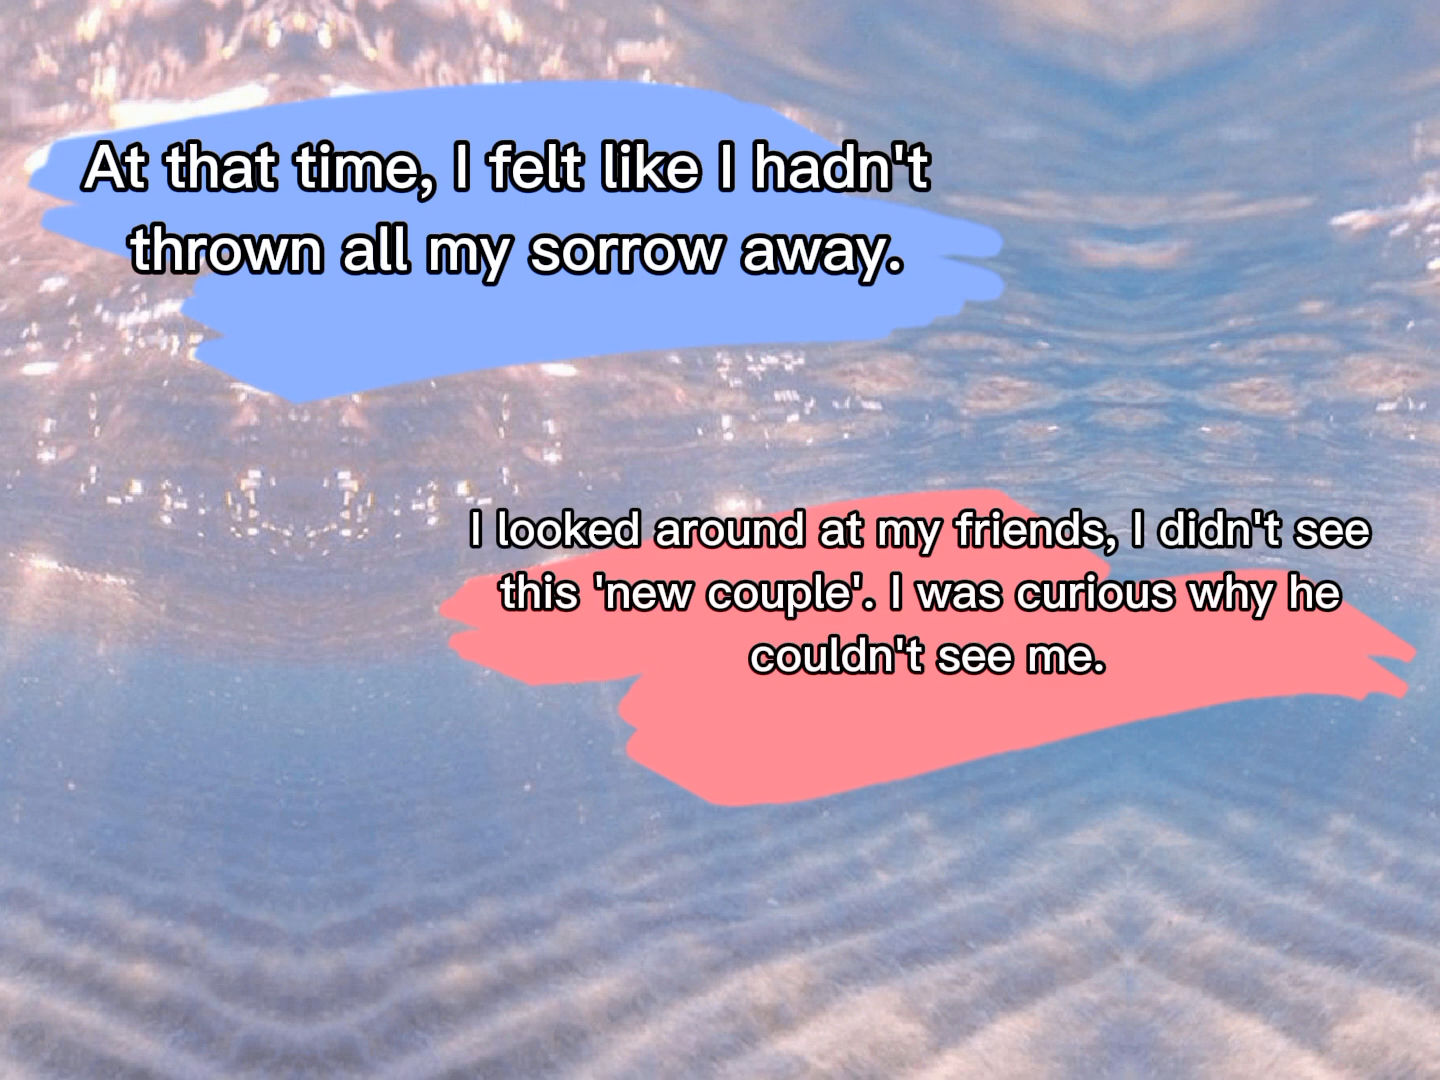 At that time, I felt like I hadn't
thrown all my sorrow away.
I looked around at my friends, I didn't see
this 'new couple'. I was curious why he
couldn't see me.